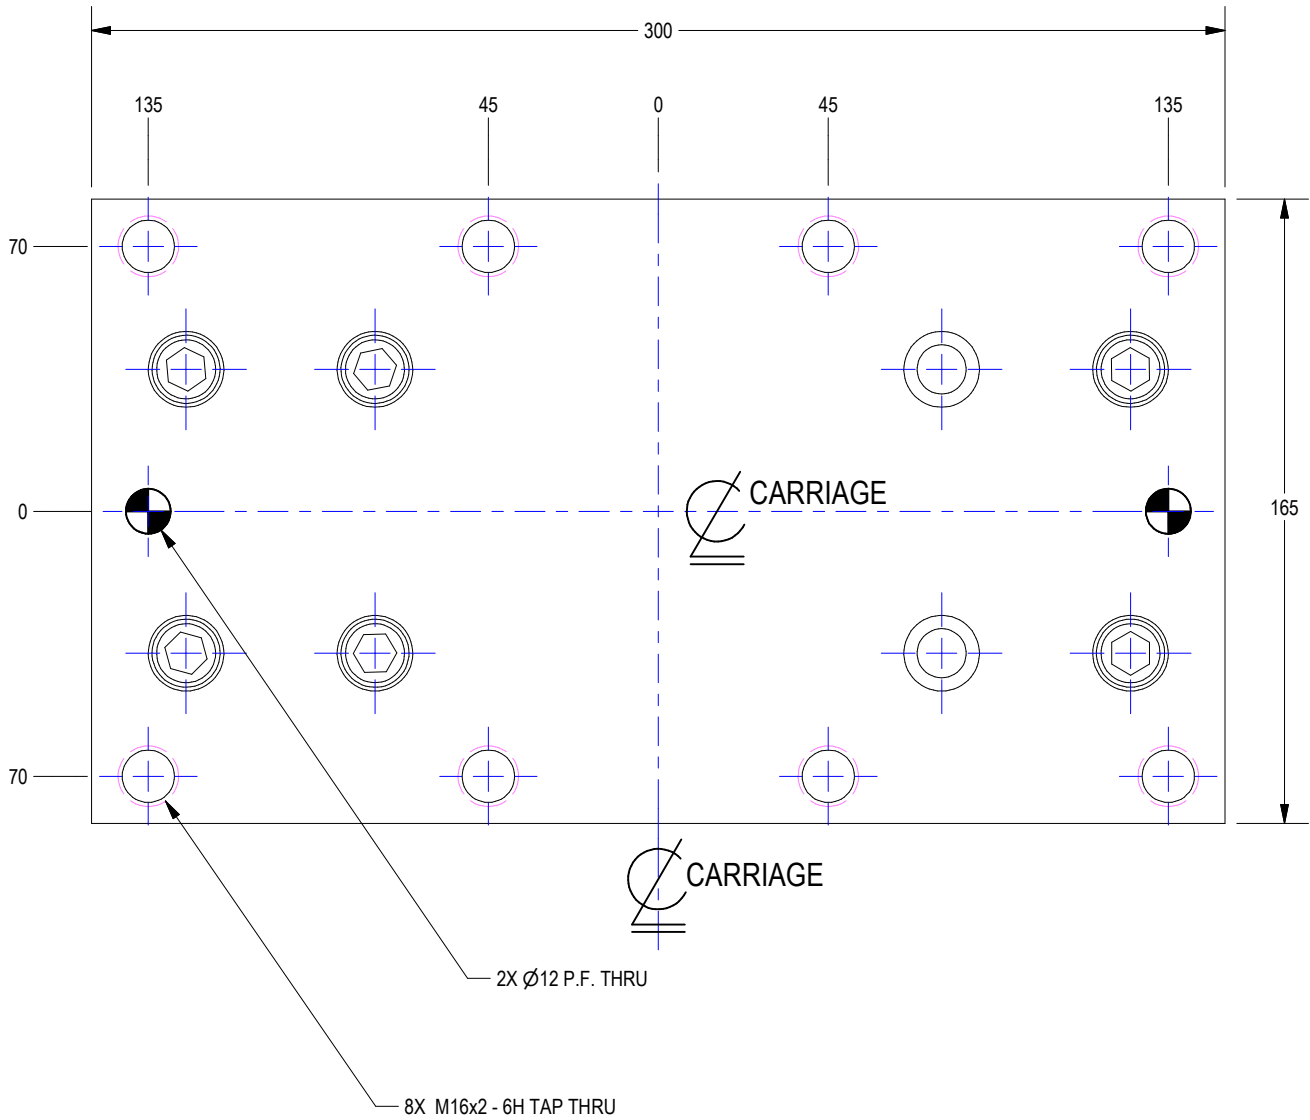 300
135 45 0 45 135
70
CARRIAGE
0
165
70
CARRIAGE
2X Ø12 P.F. THRU
8X M16x2 - 6H TAP THRU